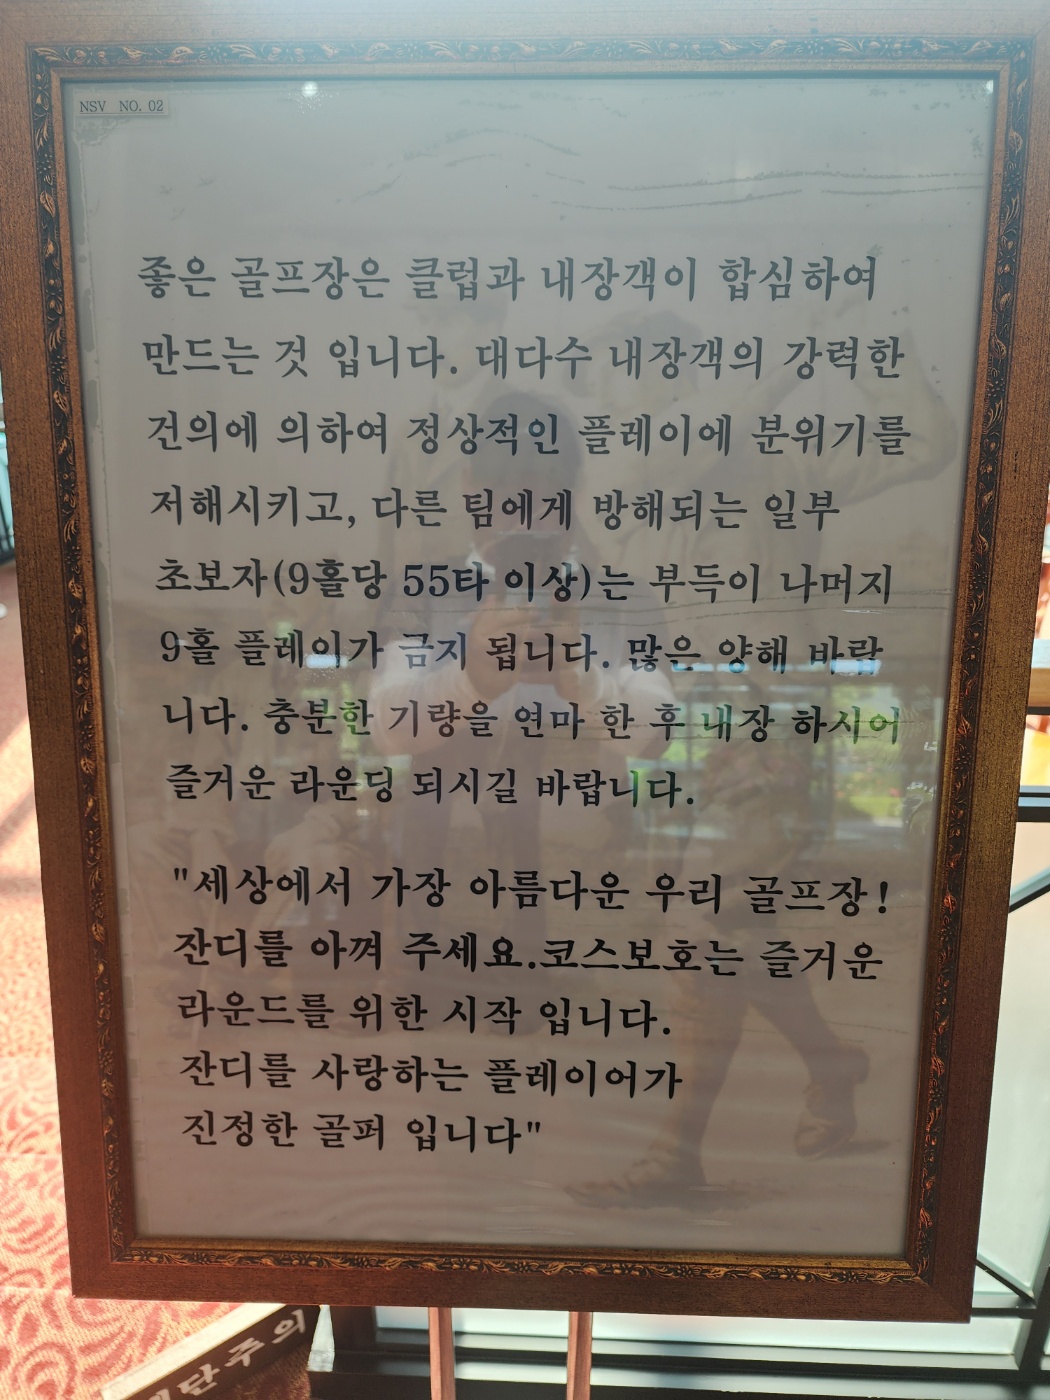 NSV NO. 02
좋은 골프장은 클럽과 내장객이 합심하여
만드는 것 입니다. 대다수 내장객의 강력한
건의에 의하여 정상적인 플레이에 분위기를
저해시키고, 다른 팀에게 방해되는 일부
초보자(9홀당 55타 이상)는 부득이 나머지
9홀 플레이가 금지 됩니다. 많은 양해 바랍
니다. 충분한 기량을 연마 한 후 내장 하시어
즐거운 라운딩 되시길 바랍니다.
"세상에서 가장 아름다운 우리 골프장!
잔디를 아껴 주세요.코스보호는 즐거운
라운드를 위한 시작 입니다.
잔디를 사랑하는 플레이어가
진정한 골퍼 입니다"
단주의